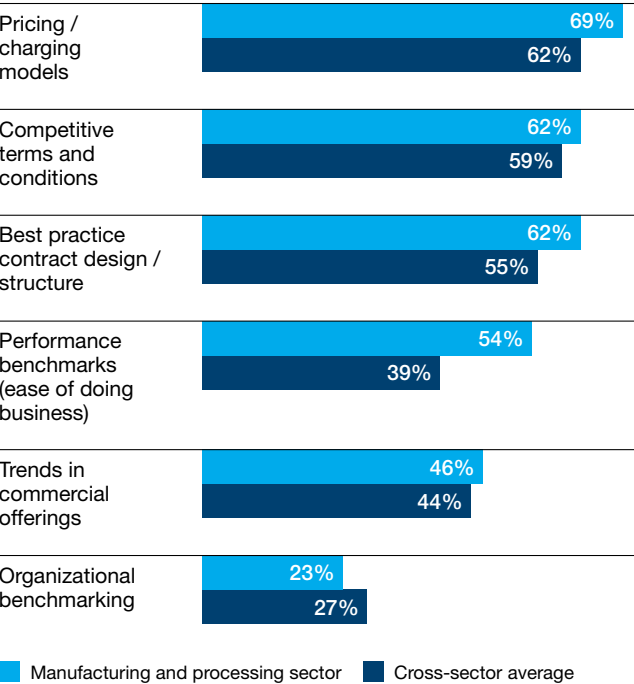 Pricing /
charging
models
69%
62%
Competitive
terms and
conditions
62%
59%
Best practice
contract design /
structure
62%
55%
Performance
benchmarks
(ease of doing
business)
54%
39%
Trends in
commercial
offerings
46%
44%
Organizational
benchmarking
23%
27%
Manufacturing and processing sector
Cross-sector average